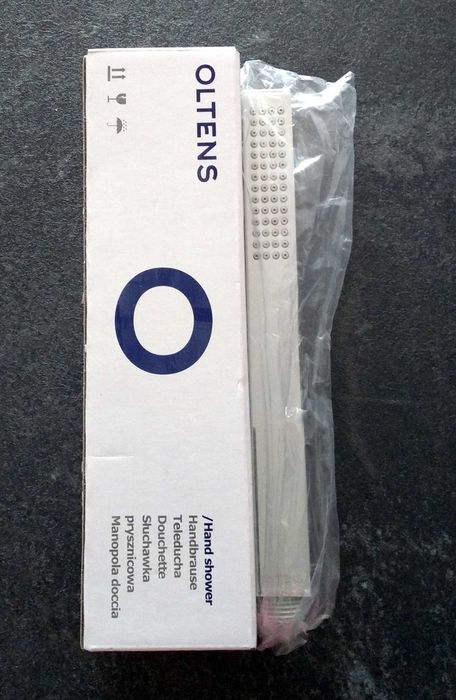 OLTENS
/Hand shower
Handbrause
Teleducha
Douchette
Słuchawka
prysznicowa
Manopola doccia